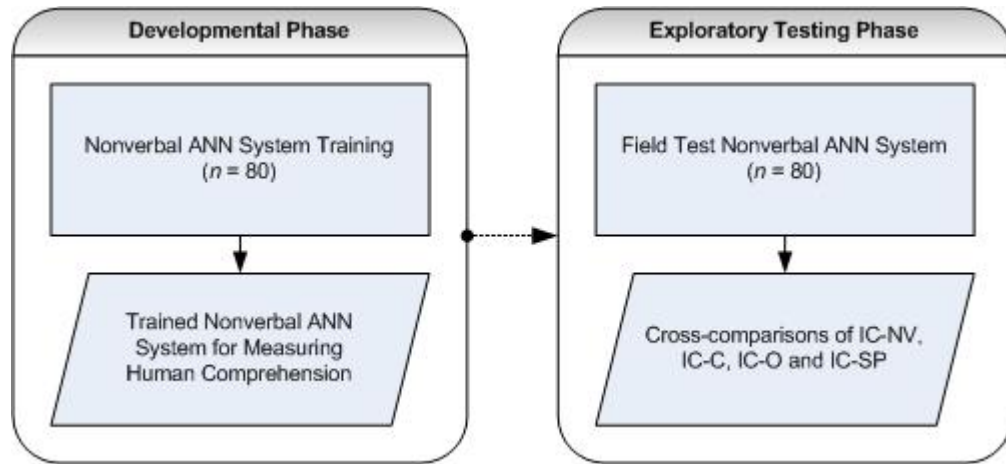 Developmental Phase
Nonverbal ANN System Training
(n = 80)
Trained Nonverbal ANN
System for Measuring
Human Comprehension
Exploratory Testing Phase
Field Test Nonverbal ANN System
(n = 80)
Cross-comparisons of IC-NV,
IC-C, IC-O and IC-SP